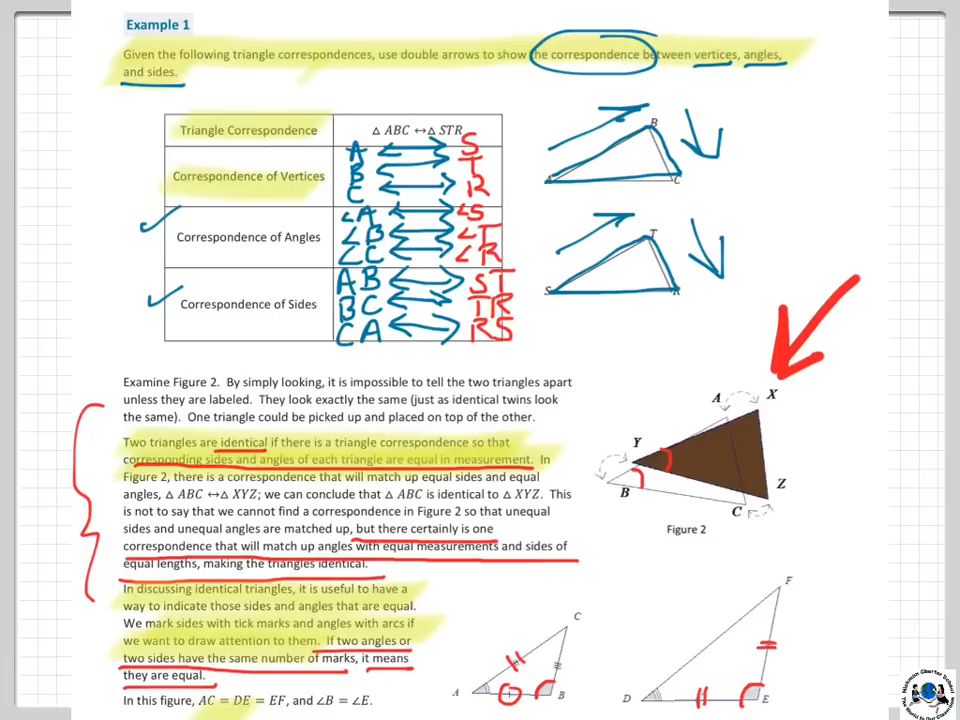 Example 1
Given the following triangle correspondences, use double arrows to show the correspondence between vertices, angles,
and sides.
Triangle Correspondence △ ABC ↔ △ STR
Correspondence of Vertices
A ↔ S
B ↔ T
C ↔ R
Correspondence of Angles
∠A ↔ ∠S
∠B ↔ ∠T
∠C ↔ ∠R
Correspondence of Sides
AB ↔ ST
BC ↔ TR
CA ↔ RS
B
A C
T
S R
Examine Figure 2. By simply looking, it is impossible to tell the two triangles apart
unless they are labeled. They look exactly the same (just as identical twins look
the same). One triangle could be picked up and placed on top of the other.
Two triangles are identical if there is a triangle correspondence so that
corresponding sides and angles of each triangle are equal in measurement. In
Figure 2, there is a correspondence that will match up equal sides and equal
angles, △ ABC ↔ △ XYZ; we can conclude that △ ABC is identical to △ XYZ. This
is not to say that we cannot find a correspondence in Figure 2 so that unequal
sides and unequal angles are matched up, but there certainly is one
correspondence that will match up angles with equal measurements and sides of
equal lengths, making the triangles identical.
A X
Y
Z
B
C
Figure 2
In discussing identical triangles, it is useful to have a
way to indicate those sides and angles that are equal.
We mark sides with tick marks and angles with arcs if
we want to draw attention to them. If two angles or
two sides have the same number of marks, it means
they are equal.
In this figure, AC = DE = EF, and ∠B = ∠E.
C
A B
F
D E
Hickman Charter School
The World Is Our Classroom